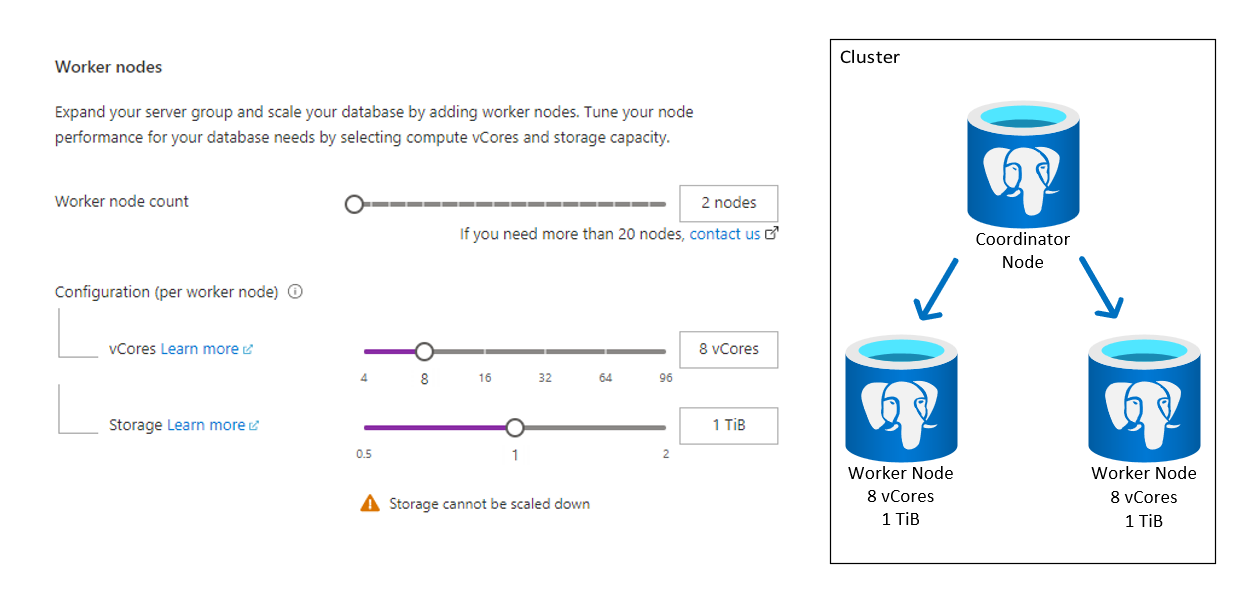 Worker nodes
Expand your server group and scale your database by adding worker nodes. Tune your node
performance for your database needs by selecting compute vCores and storage capacity.
Worker node count
2 nodes
If you need more than 20 nodes, contact us
Configuration (per worker node)
vCores Learn more
8 vCores
4 8 16 32 64 96
Storage Learn more
1 TiB
0.5 1 2
Storage cannot be scaled down
Cluster
Coordinator
Node
Worker Node
8 vCores
1 TiB
Worker Node
8 vCores
1 TiB